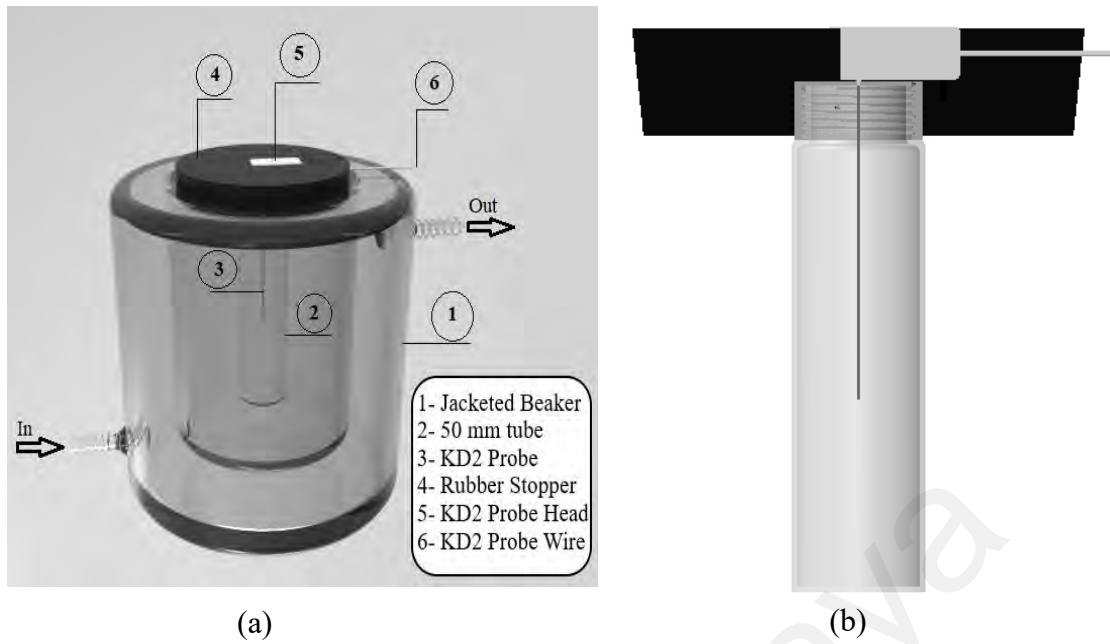 5
4
6
Out
3
2
1
In
1- Jacketed Beaker
2- 50 mm tube
3- KD2 Probe
4- Rubber Stopper
5- KD2 Probe Head
6- KD2 Probe Wire
(a)
(b)